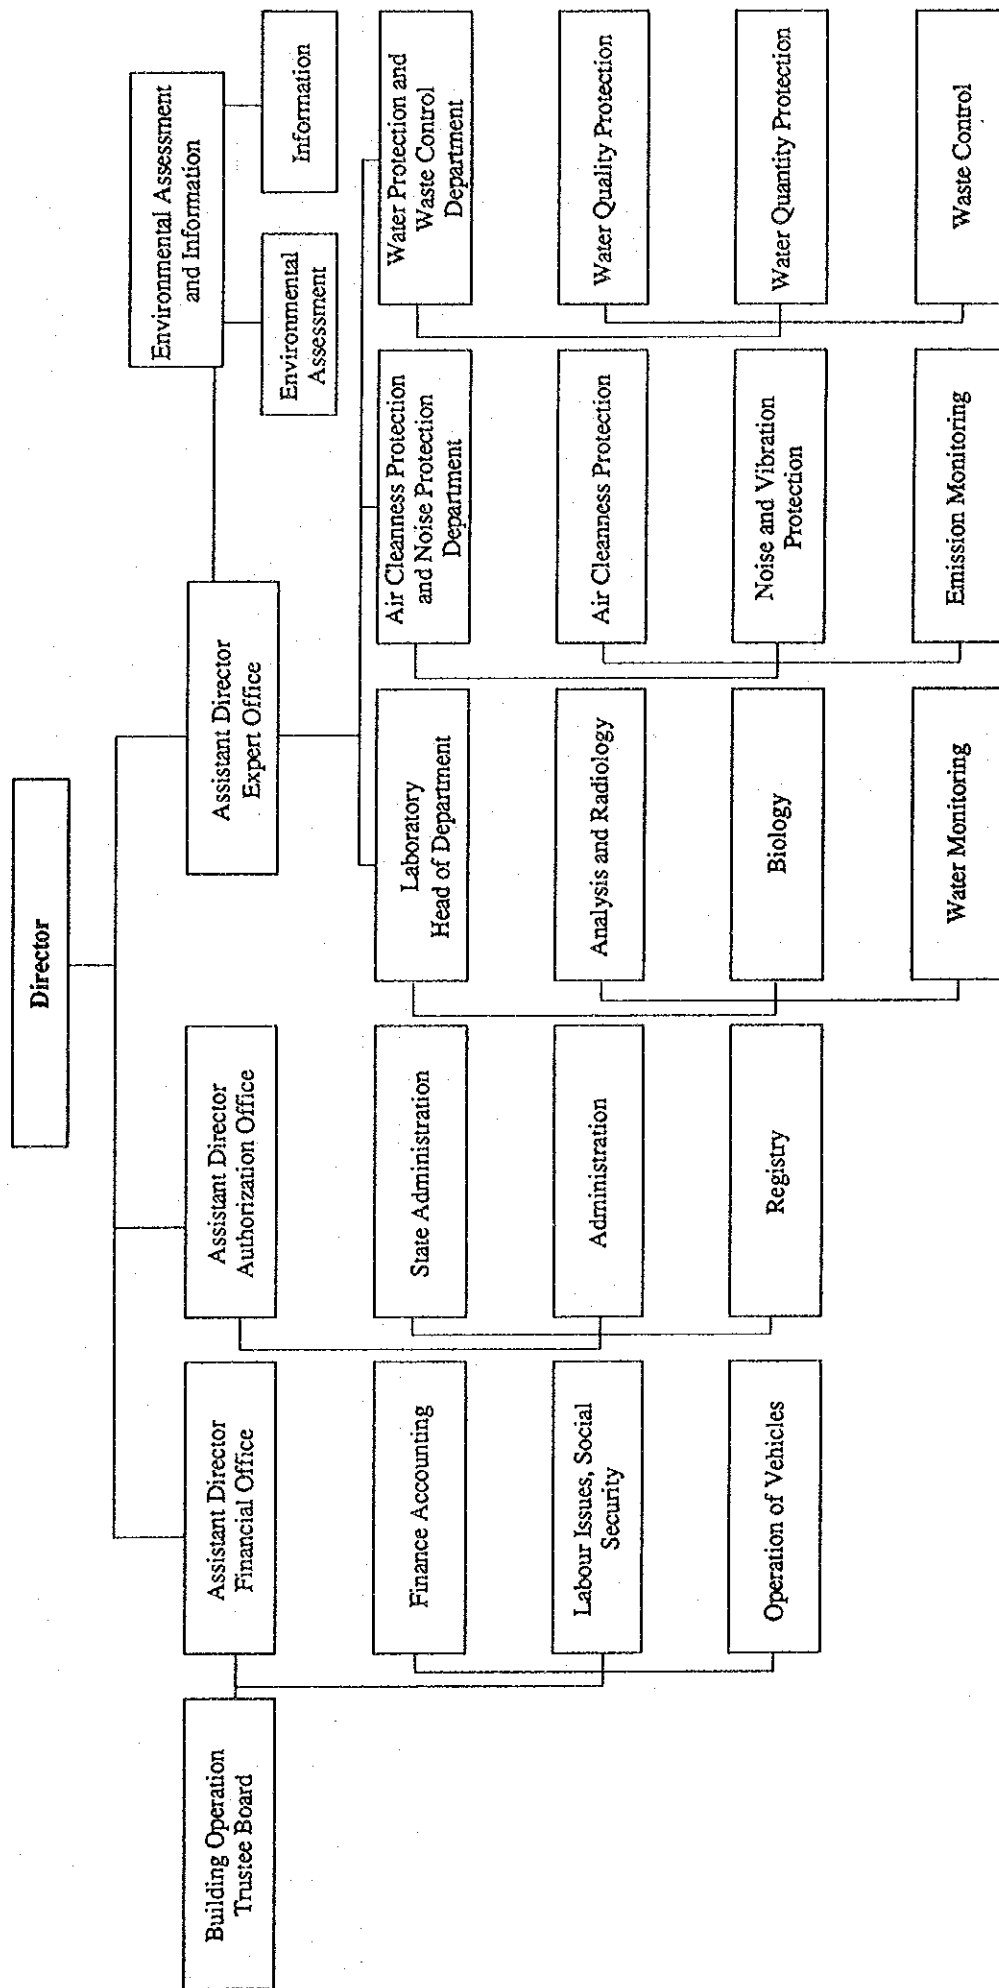 Director
Building Operation
Trustee Board
Assistant Director
Financial Office
Assistant Director
Authorization Office
Assistant Director
Expert Office
Environmental Assessment
and Information
Environmental
Assessment
Information
Finance Accounting
State Administration
Laboratory
Head of Department
Air Cleanness Protection
and Noise Protection
Department
Water Protection and
Waste Control
Department
Labour Issues, Social
Security
Administration
Analysis and Radiology
Air Cleanness Protection
Water Quality Protection
Operation of Vehicles
Registry
Biology
Noise and Vibration
Protection
Water Quantity Protection
Water Monitoring
Emission Monitoring
Waste Control